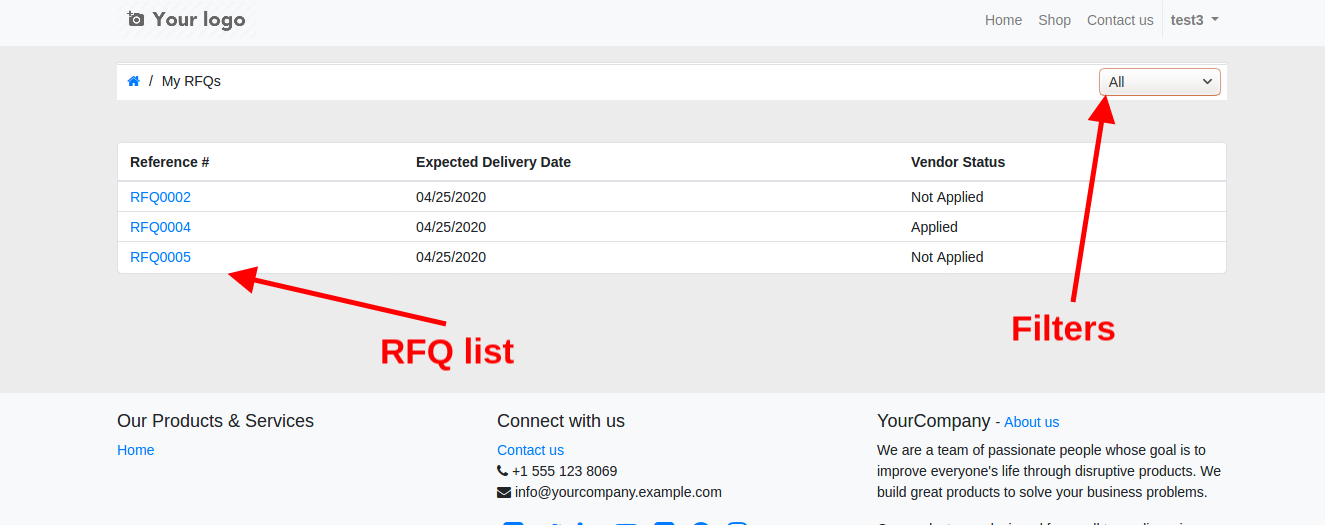 Your logo
Home Shop Contact us test3
/ My RFQs
All
Reference # Expected Delivery Date Vendor Status
RFQ0002 04/25/2020 Not Applied
RFQ0004 04/25/2020 Applied
RFQ0005 04/25/2020 Not Applied
RFQ list
Filters
Our Products & Services
Home
Connect with us
Contact us
+1 555 123 8069
info@yourcompany.example.com
YourCompany - About us
We are a team of passionate people whose goal is to
improve everyone's life through disruptive products. We
build great products to solve your business problems.